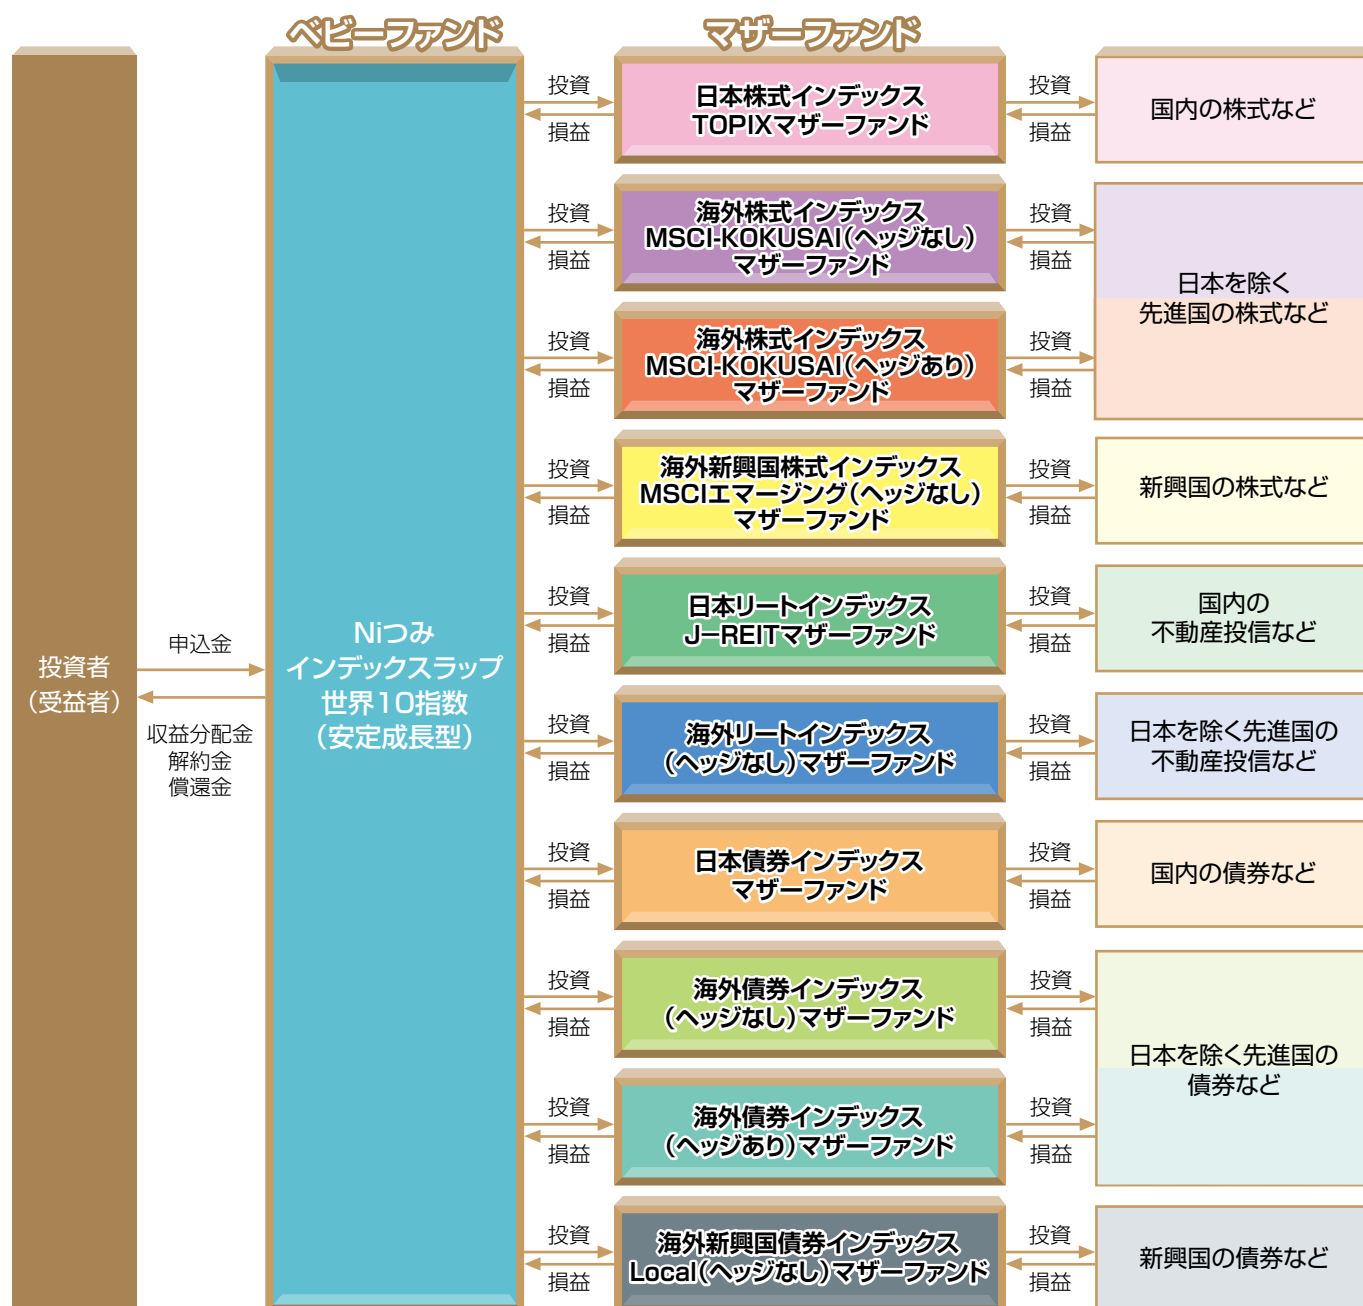 ベビーファンド
マザーファンド
投資者
（受益者）
申込金
収益分配金
解約金
償還金
Niつみ
インデックスラップ
世界10指数
（安定成長型）
投資
損益
日本株式インデックス
TOPIXマザーファンド
投資
損益
国内の株式など
投資
損益
海外株式インデックス
MSCI-KOKUSAI（ヘッジなし）
マザーファンド
投資
損益
日本を除く
先進国の株式など
投資
損益
海外株式インデックス
MSCI-KOKUSAI（ヘッジあり）
マザーファンド
投資
損益
投資
損益
海外新興国株式インデックス
MSCIエマージング（ヘッジなし）
マザーファンド
投資
損益
新興国の株式など
投資
損益
日本リートインデックス
J－REITマザーファンド
投資
損益
国内の
不動産投信など
投資
損益
海外リートインデックス
（ヘッジなし）マザーファンド
投資
損益
日本を除く先進国の
不動産投信など
投資
損益
日本債券インデックス
マザーファンド
投資
損益
国内の債券など
投資
損益
海外債券インデックス
（ヘッジなし）マザーファンド
投資
損益
日本を除く先進国の
債券など
投資
損益
海外債券インデックス
（ヘッジあり）マザーファンド
投資
損益
投資
損益
海外新興国債券インデックス
Local（ヘッジなし）マザーファンド
投資
損益
新興国の債券など